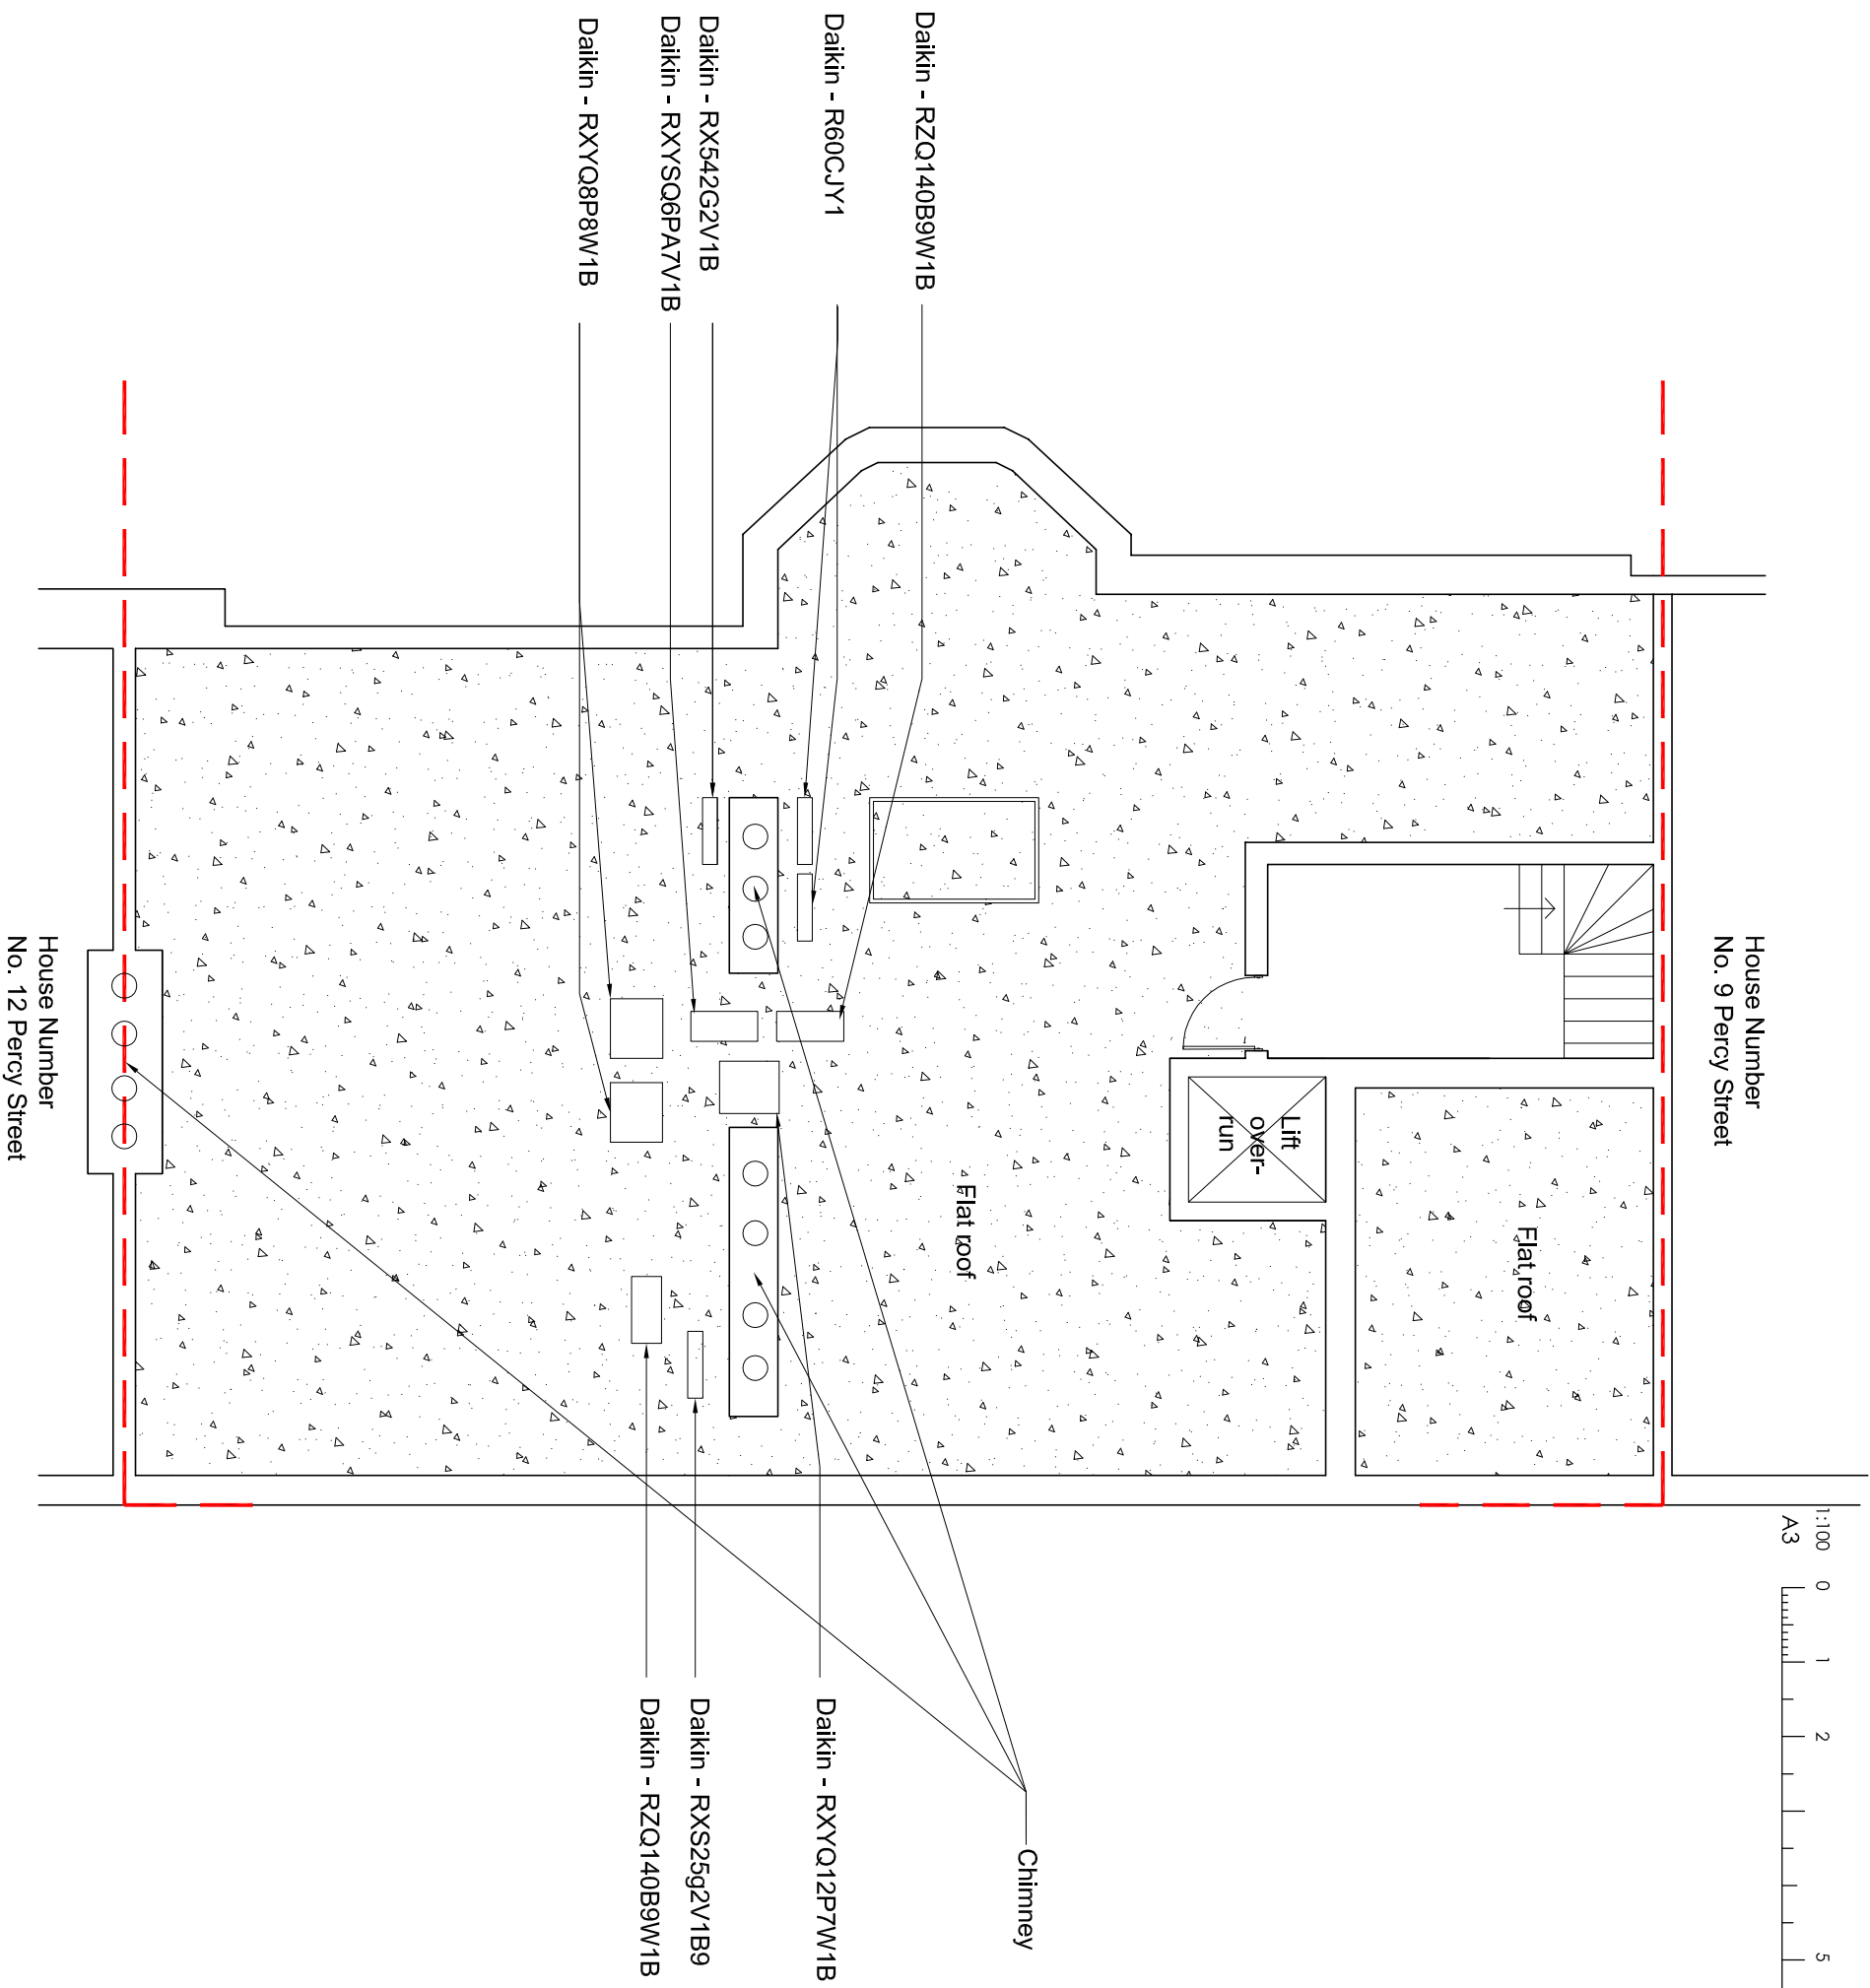 House Number
No. 9 Percy Street
1:100
A3
0
1
2
5
Daikin - RZQ140B9W1B
Daikin - R60CJY1
Daikin - RX542G2V1B
Daikin - RXYSQ6PA7V1B
Daikin - RXYQ8P8W1B
Lift
over-
run
Flat roof
Flat roof
Chimney
Daikin - RXYQ12P7W1B
Daikin - RXS25g2V1B9
Daikin - RZQ140B9W1B
House Number
No. 12 Percy Street